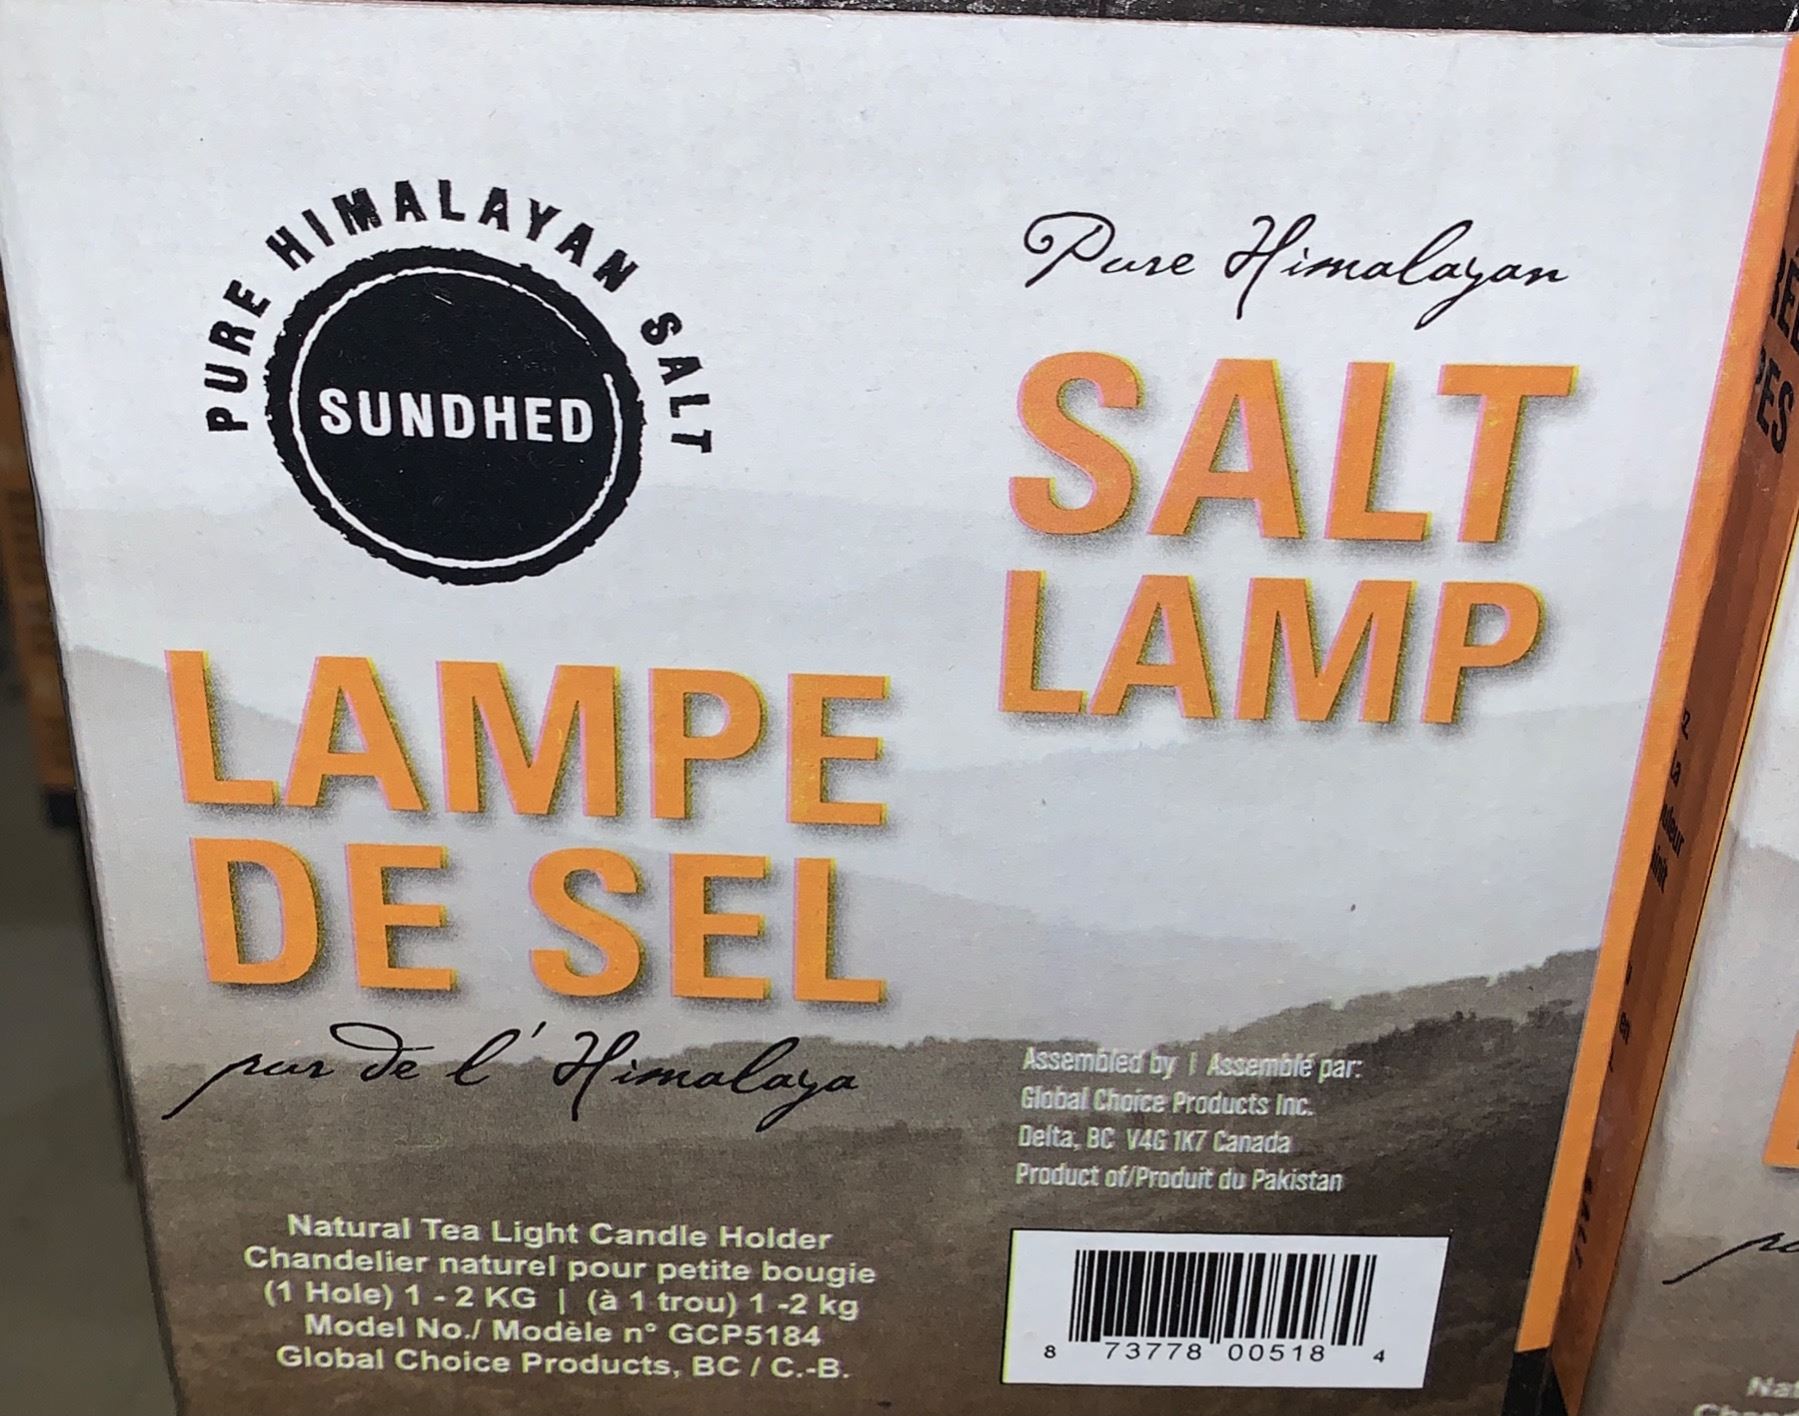 PURE HIMALAYAN SALT
SUNDHED
Pure Himalayan
SALT
LAMP
LAMPE
DE SEL
pur de l'Himalaya
Assembled by | Assemblé par:
Global Choice Products Inc.
Delta, BC V4G 1K7 Canada
Product of/Produit du Pakistan
Natural Tea Light Candle Holder
Chandelier naturel pour petite bougie
(1 Hole) 1 - 2 KG | (à 1 trou) 1 -2 kg
Model No./ Modèle n° GCP5184
Global Choice Products, BC / C.-B.
8 73778 00518 4